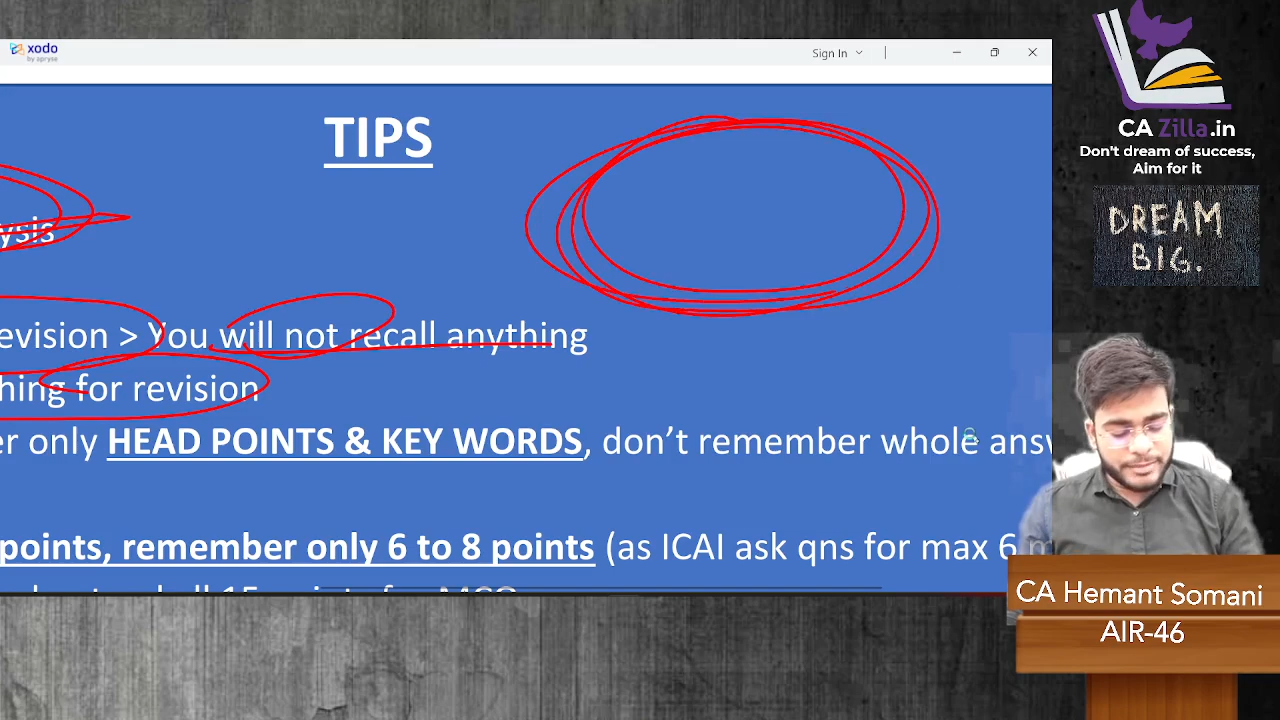 xodo
by apryse
Sign In
TIPS
ysis
evision > You will not recall anything
hing for revision
er only HEAD POINTS & KEY WORDS, don't remember whole answ
points, remember only 6 to 8 points (as ICAI ask qns for max 6 m
CA Zilla.in
Don't dream of success,
Aim for it
DREAM
BIG.
CA Hemant Somani
AIR-46